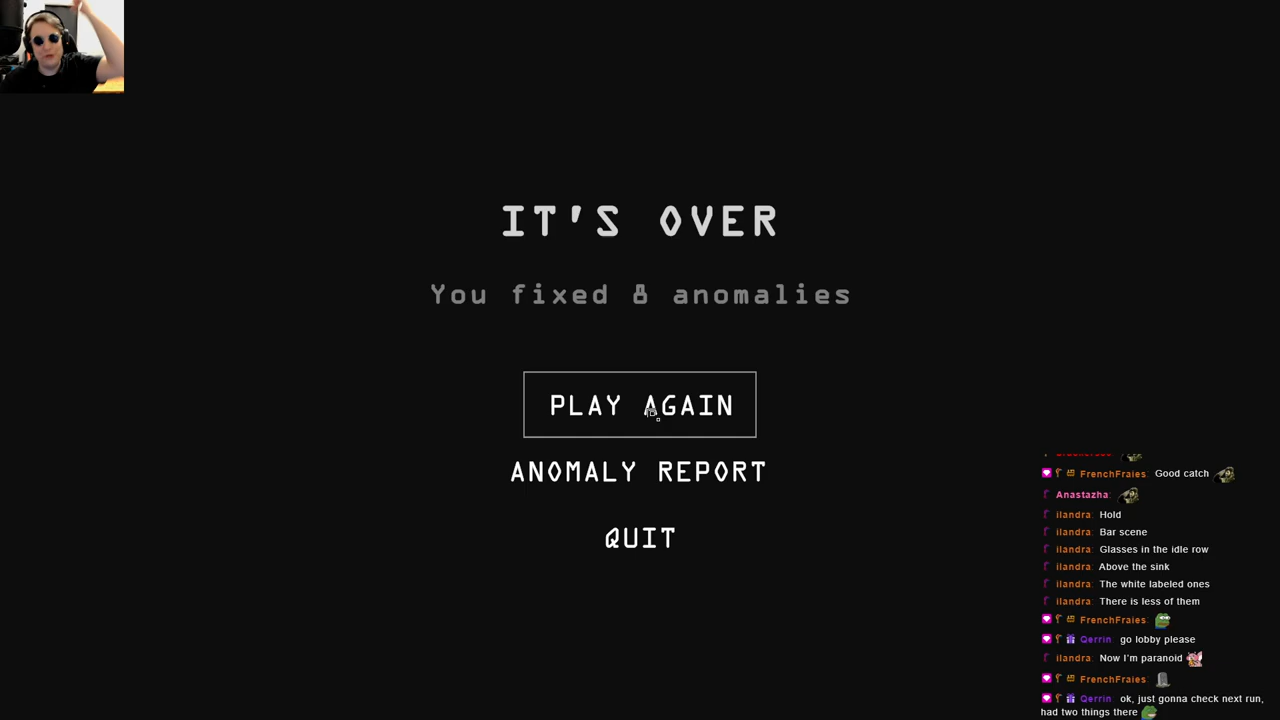 IT'S OVER
You fixed 8 anomalies
PLAY AGAIN
ANOMALY REPORT
QUIT
FrenchFraies: Good catch
Anastazha:
ilandra: Hold
ilandra: Bar scene
ilandra: Glasses in the idle row
ilandra: Above the sink
ilandra: The white labeled ones
ilandra: There is less of them
FrenchFraies:
Qerrin: go lobby please
ilandra: Now I'm paranoid
FrenchFraies:
Qerrin: ok, just gonna check next run,
had two things there